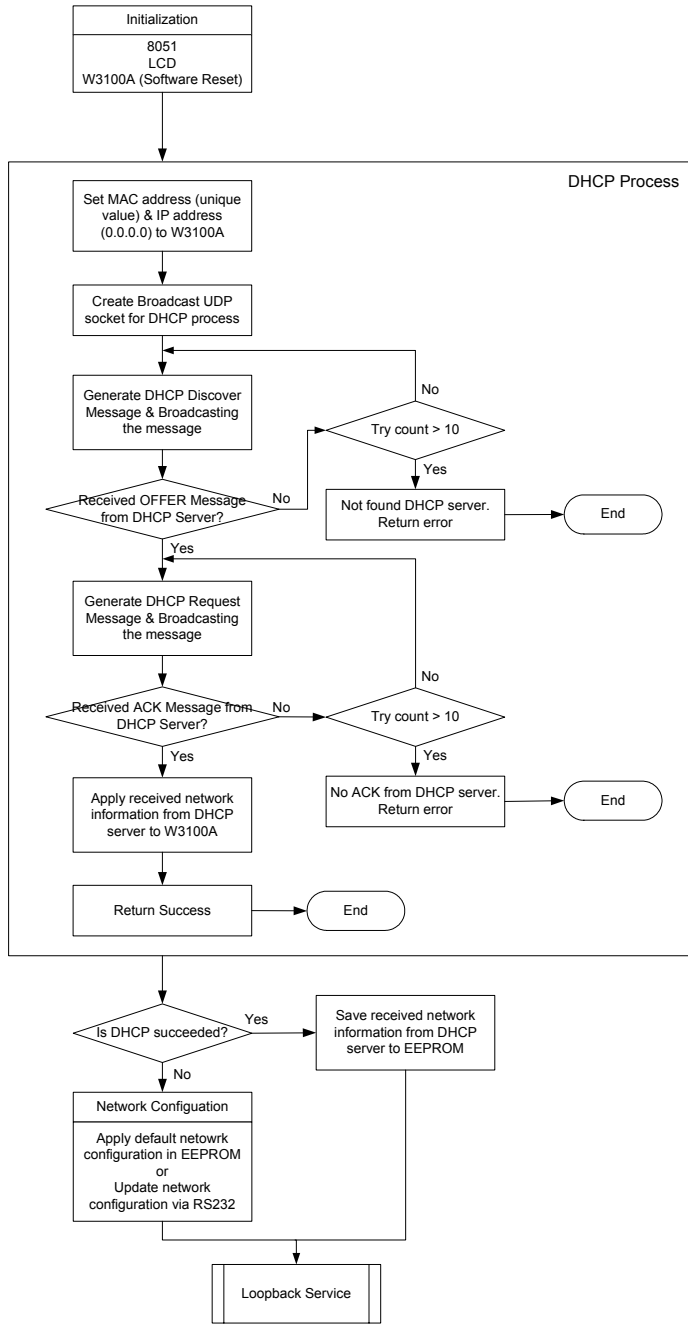 Initialization
8051
LCD
W3100A (Software Reset)
DHCP Process
Set MAC address (unique
value) & IP address
(0.0.0.0) to W3100A
Create Broadcast UDP
socket for DHCP process
No
Generate DHCP Discover
Message & Broadcasting
the message
Try count > 10
Yes
Received OFFER Message
from DHCP Server?
No
Not found DHCP server.
Return error
End
Yes
Generate DHCP Request
Message & Broadcasting
the message
No
Received ACK Message from
DHCP Server?
No
Try count > 10
Yes
Yes
No ACK from DHCP server.
Return error
End
Apply received network
information from DHCP
server to W3100A
Return Success
End
Is DHCP succeeded?
Yes
Save received network
information from DHCP
server to EEPROM
No
Network Configuation
Apply default netowrk
configuration in EEPROM
or
Update network
configuration via RS232
Loopback Service